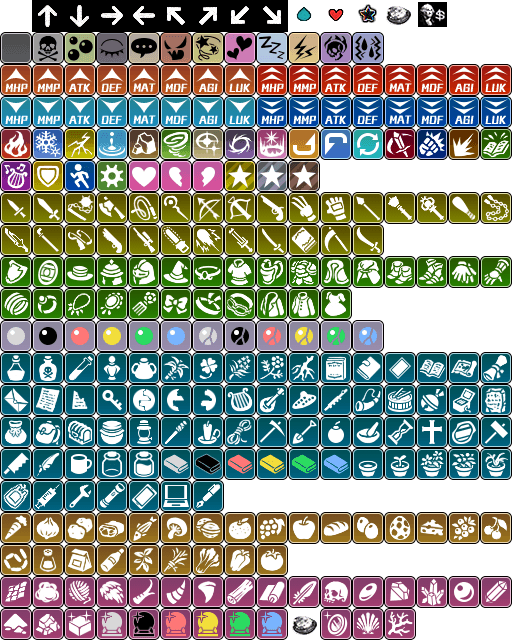 $
ZZZ
MHP MMP ATK DEF MAT MDF AGI LUK MHP MMP ATK DEF MAT MDF AGI LUK
MHP MMP ATK DEF MAT MDF AGI LUK MHP MMP ATK DEF MAT MDF AGI LUK